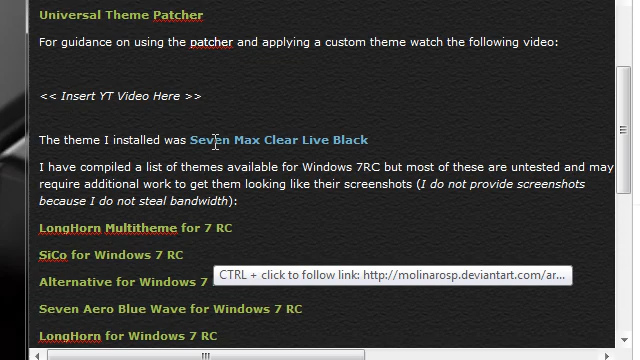 Universal Theme Patcher
For guidance on using the patcher and applying a custom theme watch the following video:
<< Insert YT Video Here >>
The theme I installed was Seven Max Clear Live Black
I have compiled a list of themes available for Windows 7RC but most of these are untested and may
require additional work to get them looking like their screenshots (I do not provide screenshots
because I do not steal bandwidth):
LongHorn Multitheme for 7 RC
SiCo for Windows 7 RC
CTRL + click to follow link: http://molinarosp.deviantart.com/ar...
Alternative for Windows 7
Seven Aero Blue Wave for Windows 7 RC
LongHorn for Windows 7 RC